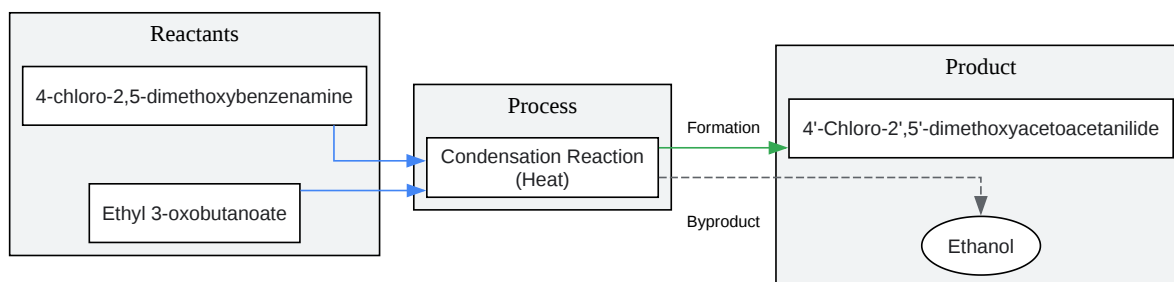 Reactants
4-chloro-2,5-dimethoxybenzenamine
Ethyl 3-oxobutanoate
Process
Condensation Reaction
(Heat)
Formation
Byproduct
Product
4'-Chloro-2',5'-dimethoxyacetoacetanilide
Ethanol